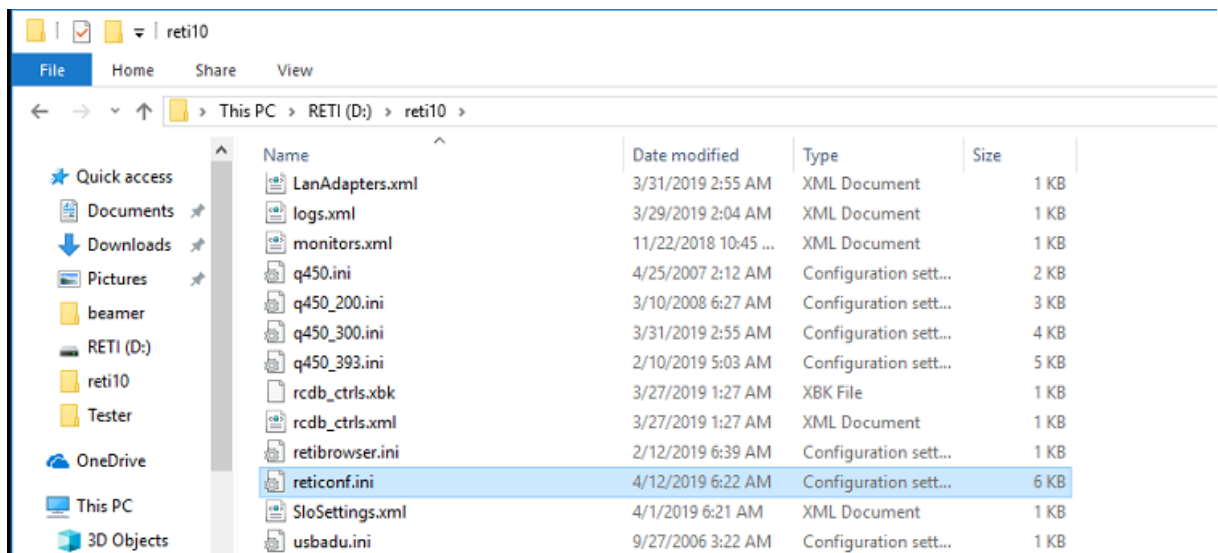 reti10
File Home Share View
This PC > RETI (D:) > reti10 >
Name Date modified Type Size
Quick access
Documents
Downloads
Pictures
beamer
RETI (D:)
reti10
Tester
OneDrive
This PC
3D Objects
LanAdapters.xml 3/31/2019 2:55 AM XML Document 1 KB
logs.xml 3/29/2019 2:04 AM XML Document 1 KB
monitors.xml 11/22/2018 10:45 ... XML Document 1 KB
q450.ini 4/25/2007 2:12 AM Configuration sett... 2 KB
q450_200.ini 3/10/2008 6:27 AM Configuration sett... 3 KB
q450_300.ini 3/31/2019 2:55 AM Configuration sett... 4 KB
q450_393.ini 2/10/2019 5:03 AM Configuration sett... 5 KB
rcdb_ctrls.xbk 3/27/2019 1:27 AM XBK File 1 KB
rcdb_ctrls.xml 3/27/2019 1:27 AM XML Document 1 KB
retibrowser.ini 2/12/2019 6:39 AM Configuration sett... 1 KB
reticonf.ini 4/12/2019 6:22 AM Configuration sett... 6 KB
SloSettings.xml 4/1/2019 6:21 AM XML Document 1 KB
usbadu.ini 9/27/2006 3:22 AM Configuration sett... 1 KB